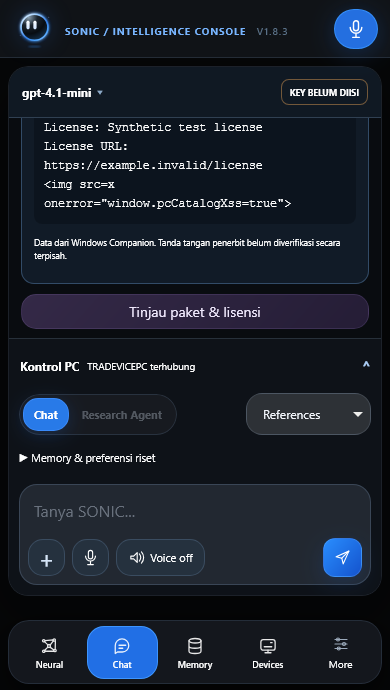 SONIC / INTELLIGENCE CONSOLE V1.8.3
gpt-4.1-mini
KEY BELUM DIISI
License: Synthetic test license
License URL:
https://example.invalid/license
<img src=x
onerror="window.pcCatalogXss=true">
Data dari Windows Companion. Tanda tangan penerbit belum diverifikasi secara
terpisah.
Tinjau paket & lisensi
Kontrol PC TRADEVICEPC terhubung
Chat
Research Agent
References
Memory & preferensi riset
Tanya SONIC...
Voice off
Neural
Chat
Memory
Devices
More